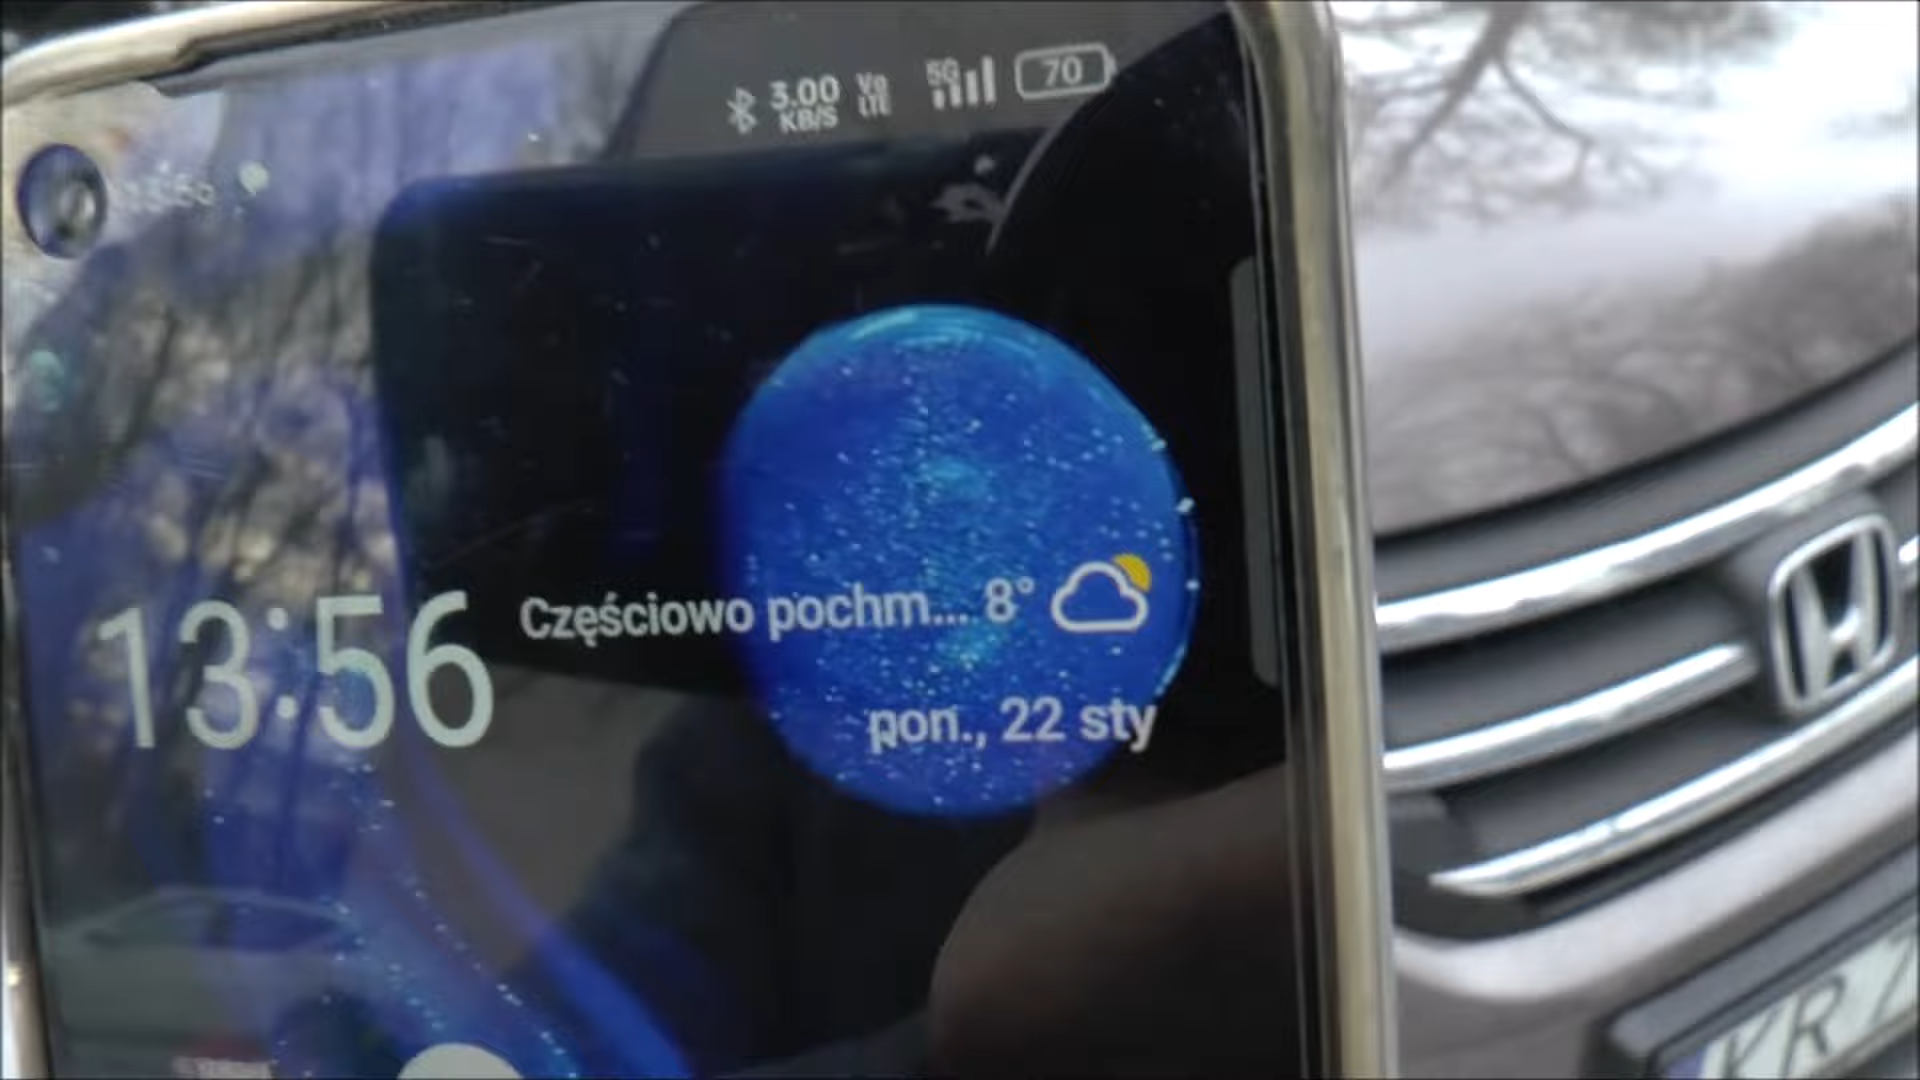 3.00
KB/S
Vo
LTE
5G
70
13:56
Częściowo pochm... 8°
pon., 22 sty
KR